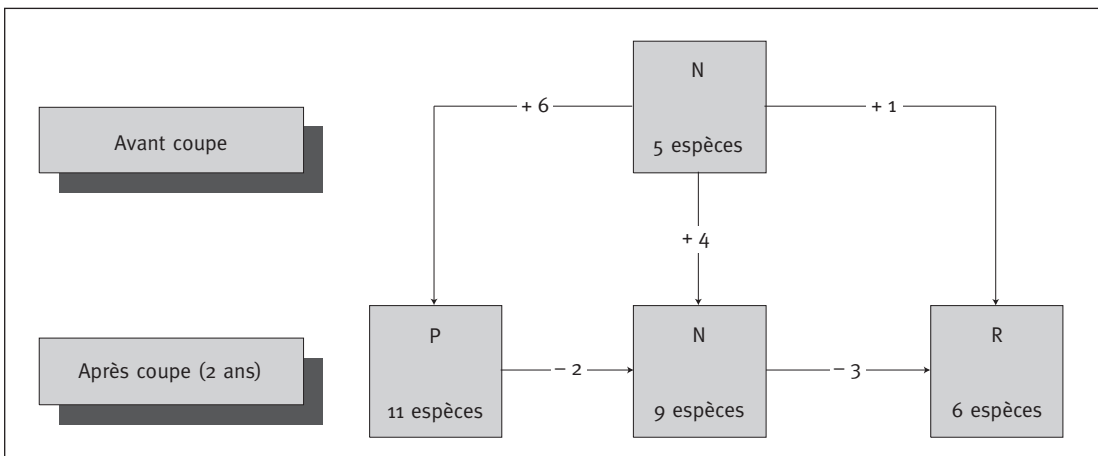 N
+ 6
+ 1
Avant coupe
5 espèces
+ 4
P
N
R
Après coupe (2 ans)
– 2
– 3
11 espèces
9 espèces
6 espèces